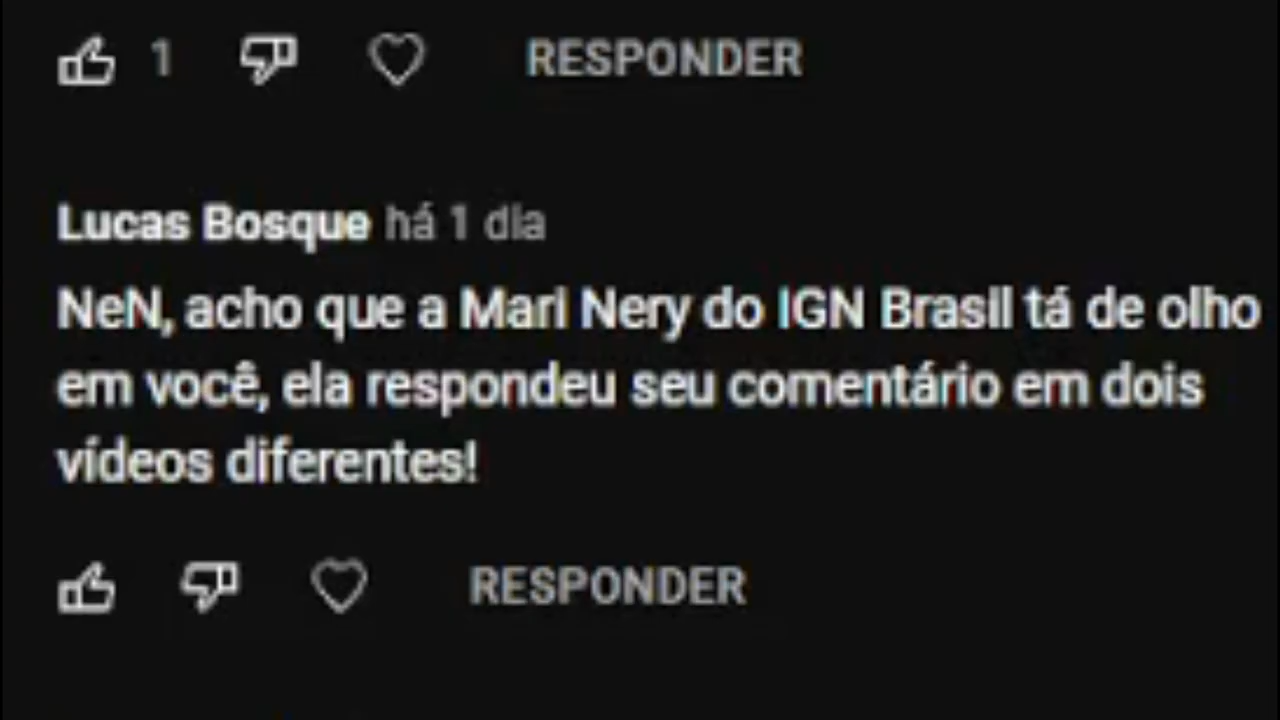 1 RESPONDER
Lucas Bosque há 1 dia
NeN, acho que a Mari Nery do IGN Brasil tá de olho
em você, ela respondeu seu comentário em dois
vídeos diferentes!
RESPONDER